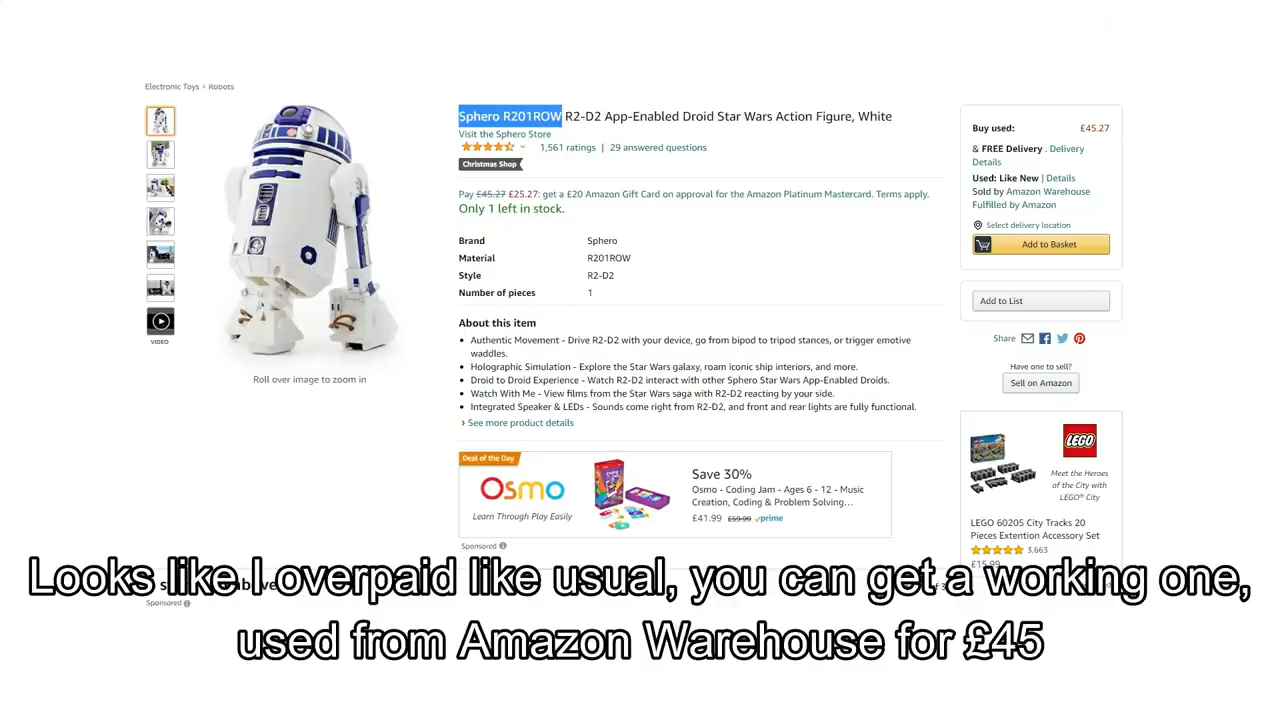 Electronic Toys › Robots
Sphero R201ROW R2-D2 App-Enabled Droid Star Wars Action Figure, White
Visit the Sphero Store
1,561 ratings | 29 answered questions
Christmas Shop
Pay £45.27 £25.27: get a £20 Amazon Gift Card on approval for the Amazon Platinum Mastercard. Terms apply.
Only 1 left in stock.
Brand Sphero
Material R201ROW
Style R2-D2
Number of pieces 1
About this item
• Authentic Movement - Drive R2-D2 with your device, go from bipod to tripod stances, or trigger emotive
waddles.
• Holographic Simulation - Explore the Star Wars galaxy, roam iconic ship interiors, and more.
• Droid to Droid Experience - Watch R2-D2 interact with other Sphero Star Wars App-Enabled Droids.
• Watch With Me - View films from the Star Wars saga with R2-D2 reacting by your side.
• Integrated Speaker & LEDs - Sounds come right from R2-D2, and front and rear lights are fully functional.
› See more product details
VIDEO
Roll over image to zoom in
Deal of the Day
osmo
Learn Through Play Easily
Save 30%
Osmo - Coding Jam - Ages 6 - 12 - Music
Creation, Coding & Problem Solving...
£41.99 £59.99 prime
Sponsored
Buy used: £45.27
& FREE Delivery . Delivery
Details
Used: Like New | Details
Sold by Amazon Warehouse
Fulfilled by Amazon
Select delivery location
Add to Basket
Add to List
Share
Have one to sell?
Sell on Amazon
LEGO
Meet the Heroes
of the City with
LEGO® City
LEGO 60205 City Tracks 20
Pieces Extention Accessory Set
3,663
£15.99
Sponsored
Looks like I overpaid like usual, you can get a working one,
used from Amazon Warehouse for £45